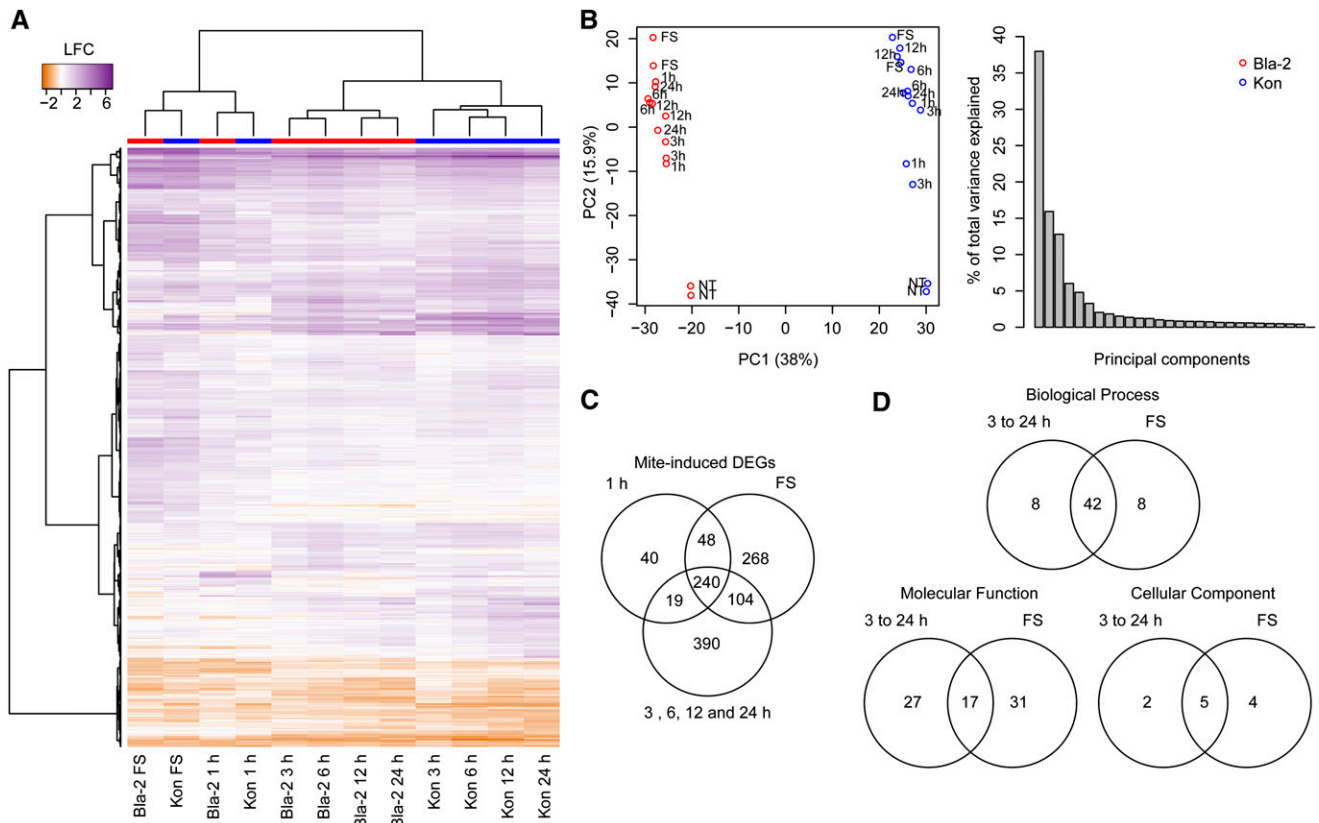 A
LFC
−2
2
6
Bla-2 FS
Kon FS
Bla-2 1 h
Kon 1 h
Bla-2 3 h
Bla-2 6 h
Bla-2 12 h
Bla-2 24 h
Kon 3 h
Kon 6 h
Kon 12 h
Kon 24 h
B
PC2 (15.9%)
20
10
0
−10
−20
−30
−40
−30
−20
−10
0
10
20
30
PC1 (38%)
FS
FS
1h
24h
6h
6h
12h
12h
24h
3h
3h
1h
NT
NT
FS
12h
12h
FS
6h
6h
24h
24h
1h
3h
1h
3h
NT
NT
% of total variance explained
40
35
30
25
20
15
10
5
0
Bla-2
Kon
Principal components
C
Mite-induced DEGs
1 h
FS
48
40
268
240
19
104
390
3 , 6, 12 and 24 h
D
Biological Process
3 to 24 h
FS
8
42
8
Molecular Function
3 to 24 h
FS
27
17
31
Cellular Component
3 to 24 h
FS
2
5
4